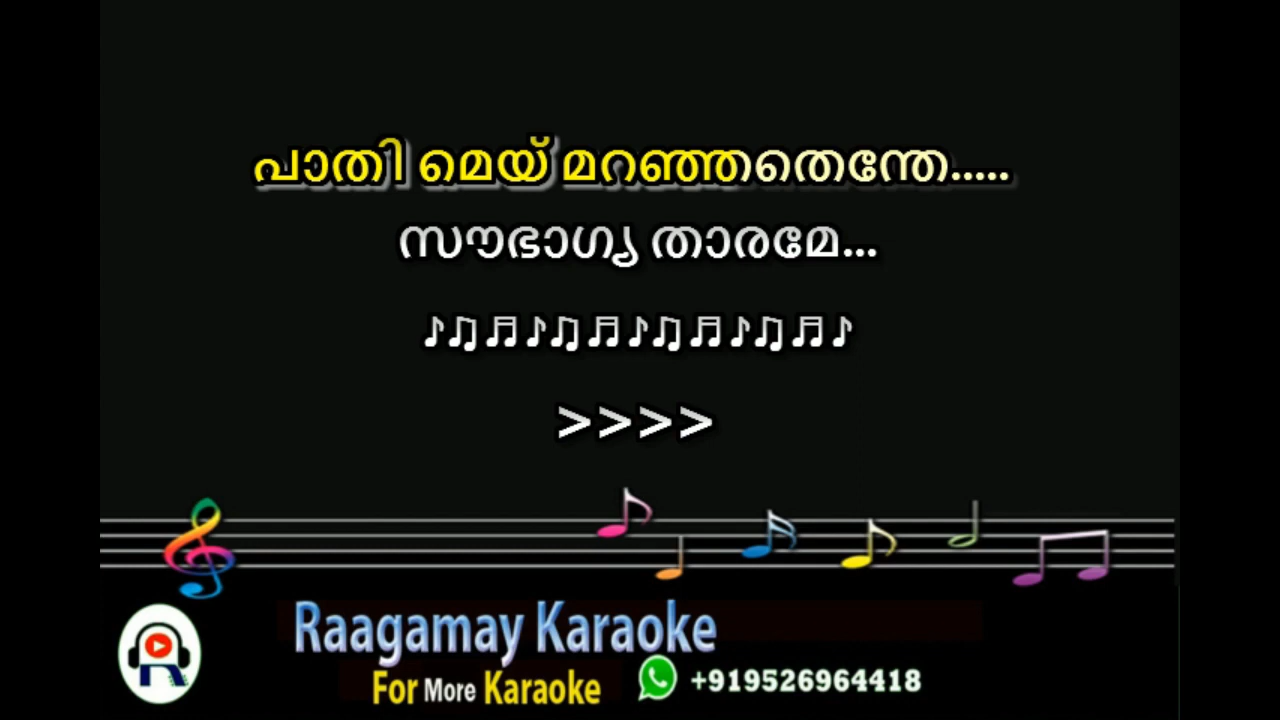 പാതി മെയ് മറഞ്ഞതെന്തേ.....
സൗഭാഗ്യ താരമേ...
♪♫♬♪♫♬♪♫♬♪♫♬♪
>>>>
Raagamay Karaoke
For More Karaoke +919526964418